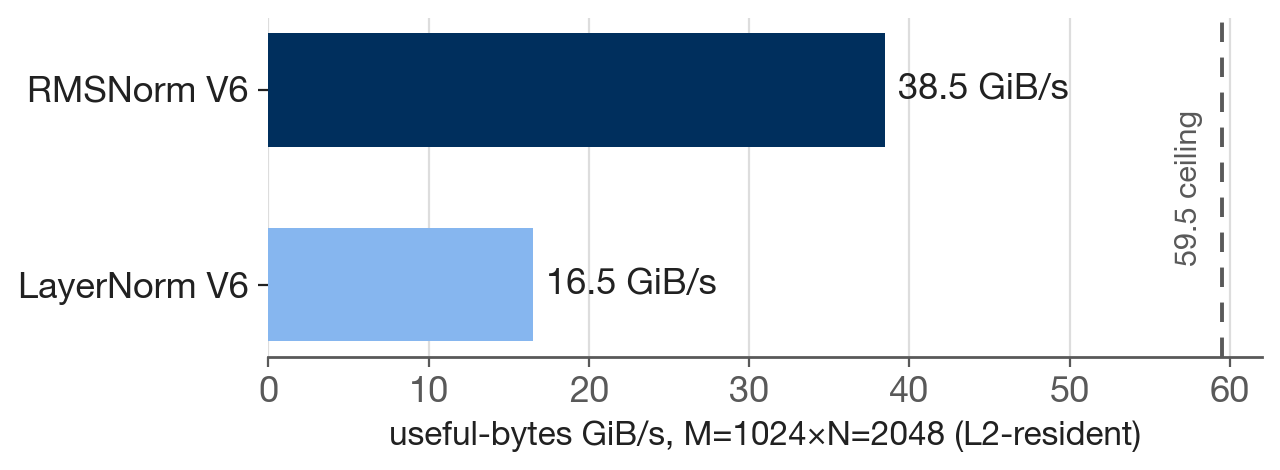 RMSNorm V6
38.5 GiB/s
59.5 ceiling
LayerNorm V6
16.5 GiB/s
0 10 20 30 40 50 60
useful-bytes GiB/s, M=1024×N=2048 (L2-resident)